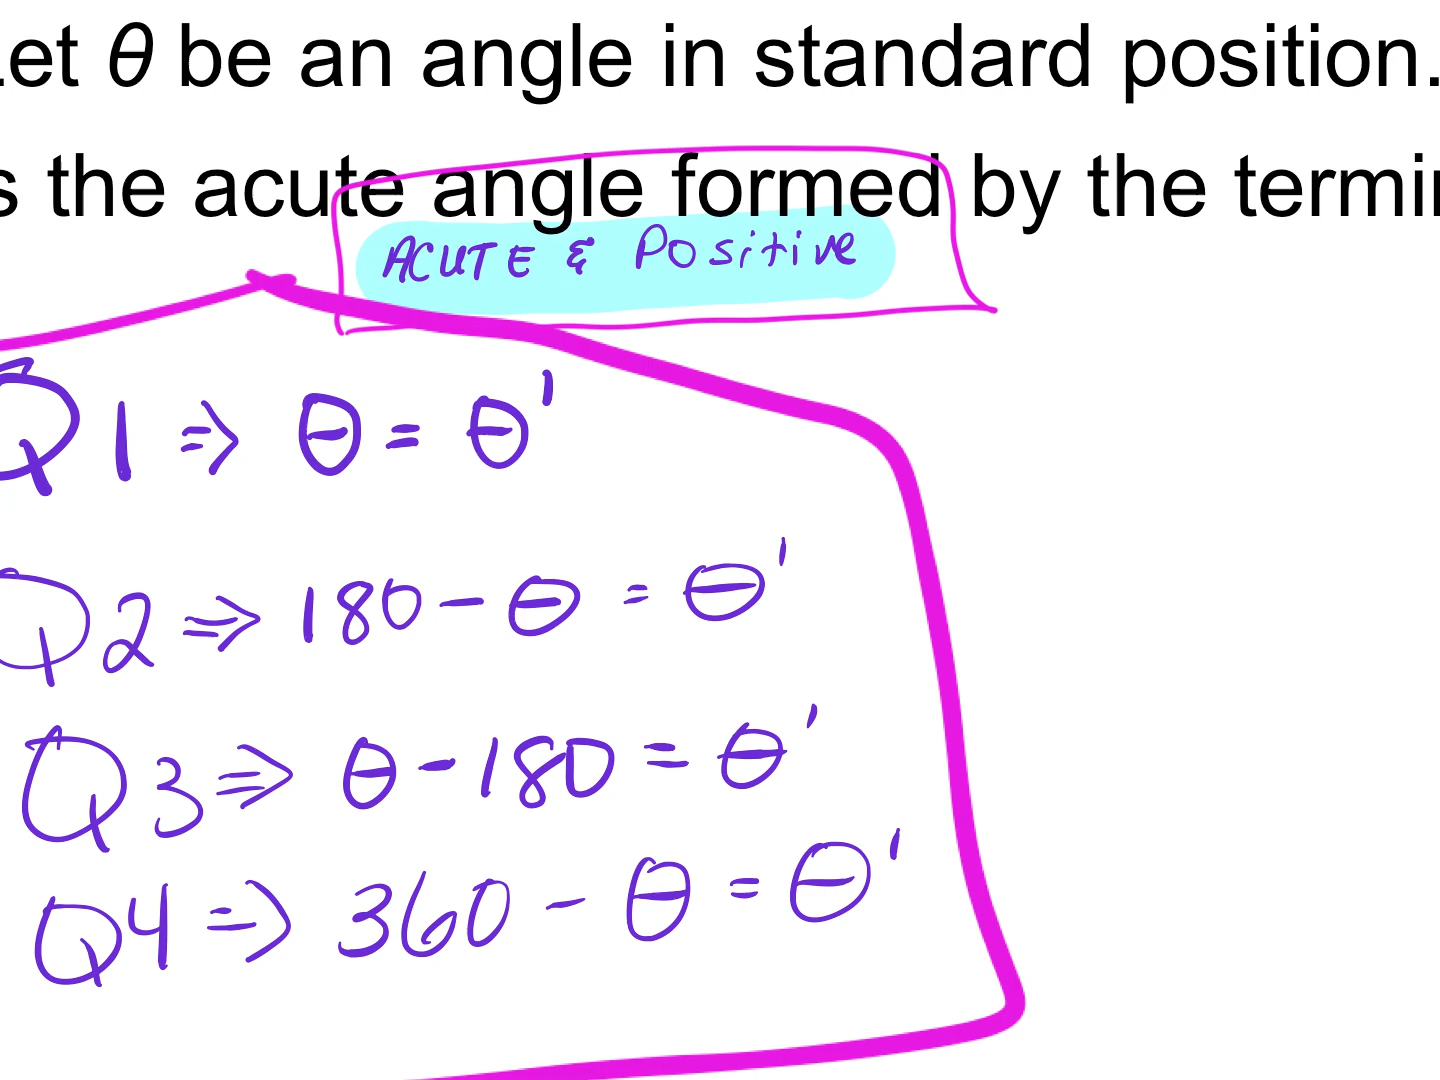 et θ be an angle in standard position.
s the acute angle formed by the termi
ACUTE & Positive
Q1 ⇒ θ = θ'
Q2 ⇒ 180 - θ = θ'
Q3 ⇒ θ - 180 = θ'
Q4 ⇒ 360 - θ = θ'